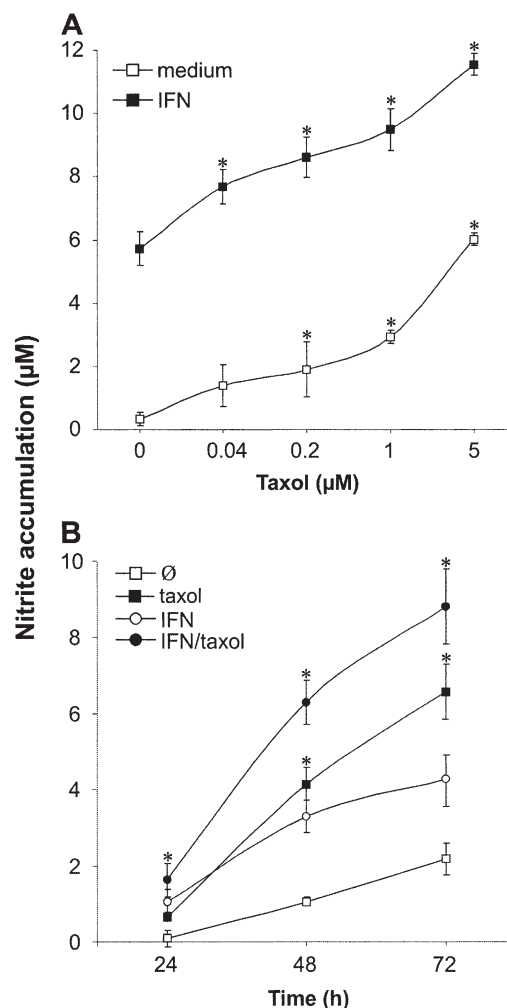 A
12
medium
IFN
10
8
6
4
2
0
*
*
*
*
*
*
*
0 0.04 0.2 1 5
Taxol (µM)
Nitrite accumulation (µM)
B
10
Ø
taxol
IFN
IFN/taxol
8
6
4
2
0
*
*
*
*
*
24 48 72
Time (h)